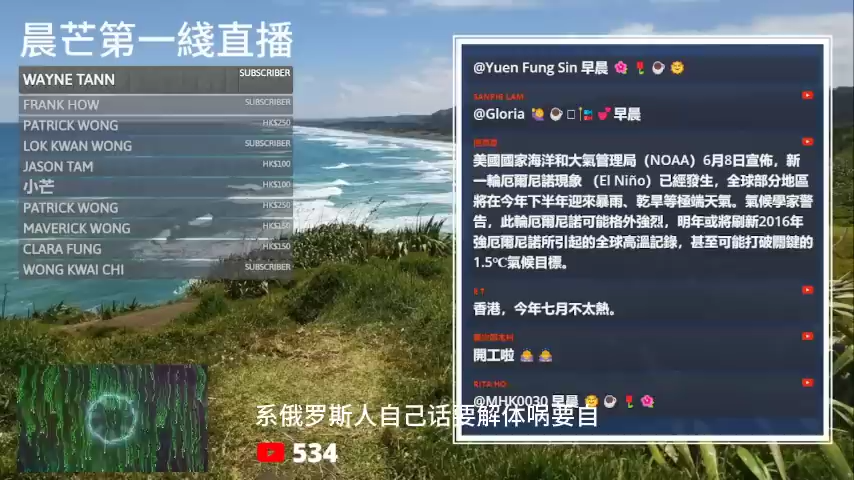 晨芒第一綫直播
WAYNE TANN SUBSCRIBER
FRANK HOW SUBSCRIBER
PATRICK WONG HK$250
LOK KWAN WONG SUBSCRIBER
JASON TAM HK$100
小芒 HK$100
PATRICK WONG HK$250
MAVERICK WONG HK$150
CLARA FUNG HK$150
WONG KWAI CHI SUBSCRIBER
@Yuen Fung Sin 早晨 🌸🌷☕🌞
SANPHI LAM
@Gloria 早晨
美國國家海洋和大氣管理局（NOAA）6月8日宣佈，新
一輪厄爾尼諾現象 （El Niño）已經發生，全球部分地區
將在今年下半年迎來暴雨、乾旱等極端天氣。氣候學家警
告，此輪厄爾尼諾可能格外強烈，明年或將刷新2016年
強厄爾尼諾所引起的全球高溫記錄，甚至可能打破關鍵的
1.5℃氣候目標。
香港，今年七月不太熱。
開工啦
RITA HO
@MHK0030 早晨 🌞☕🌷🌸
系俄罗斯人自己话要解体㖞要自
534